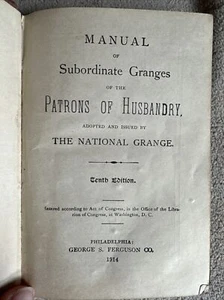 MANUAL
OF
Subordinate Granges
OF THE
PATRONS OF HUSBANDRY,
ADOPTED AND ISSUED BY
THE NATIONAL GRANGE.
Tenth Edition.
Entered according to Act of Congress, in the Office of the Libra-
rian of Congress, at Washington, D. C.
PHILADELPHIA:
GEORGE S. FERGUSON CO.
1914